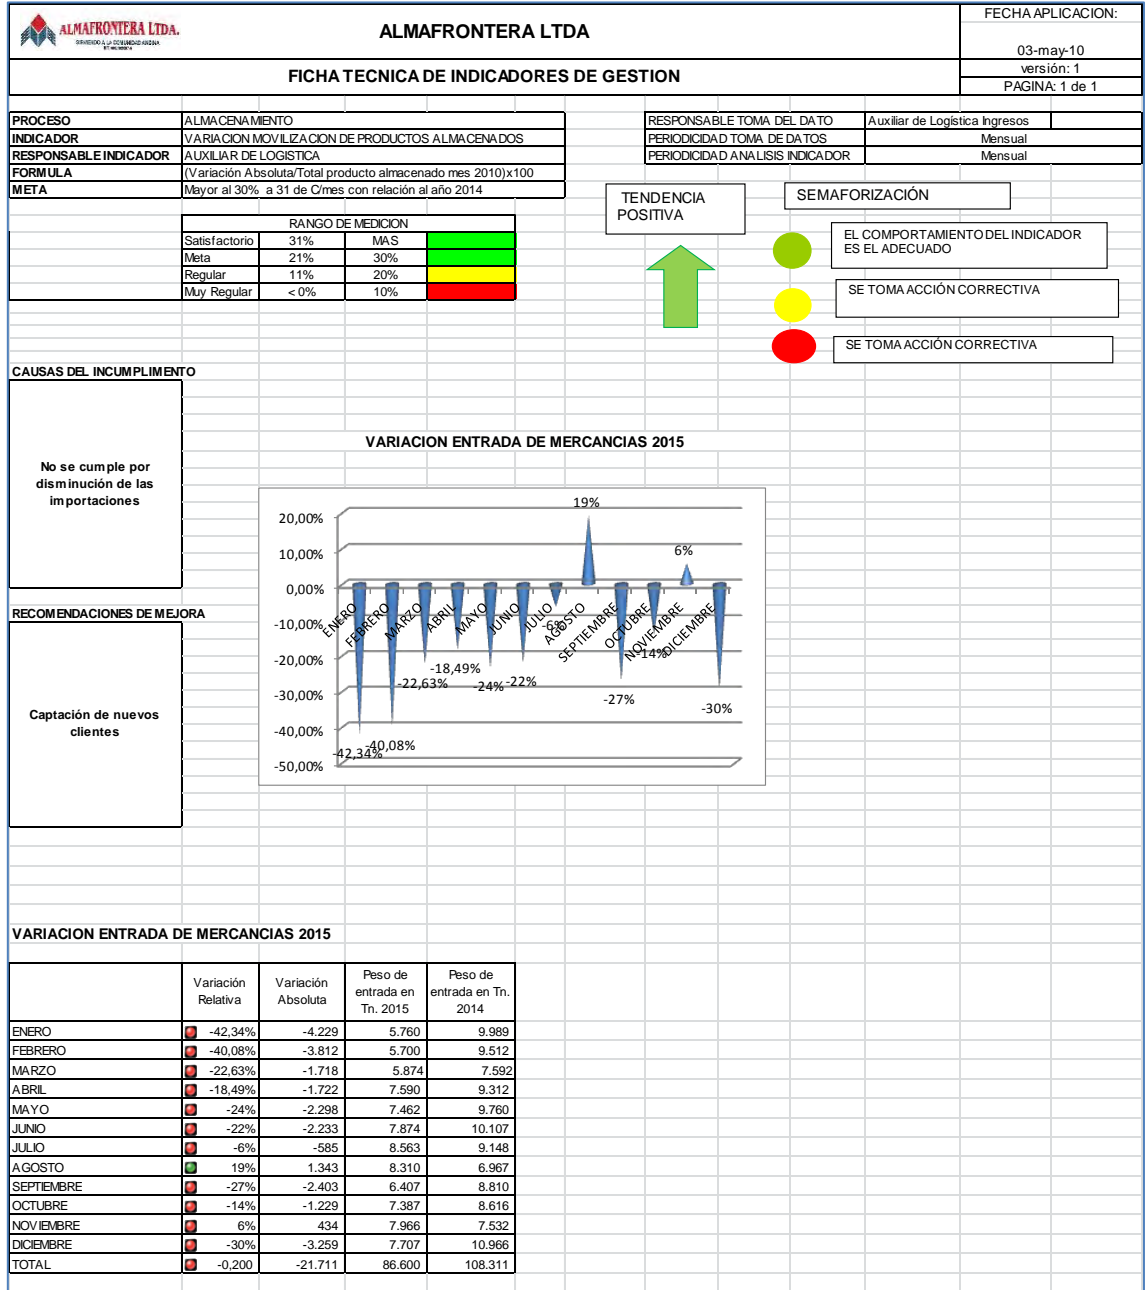 ALMAFRONTERA LTDA.
SIRVIENDO A LA COMUNIDAD ANDINA
ALMAFRONTERA LTDA
FECHA APLICACION:
03-may-10
FICHA TECNICA DE INDICADORES DE GESTION
versión: 1
PAGINA: 1 de 1
PROCESO ALMACENAMIENTO
RESPONSABLE TOMA DEL DATO Auxiliar de Logística Ingresos
INDICADOR VARIACION MOVILIZACION DE PRODUCTOS ALMACENADOS
PERIODICIDAD TOMA DE DATOS Mensual
RESPONSABLE INDICADOR AUXILIAR DE LOGISTICA
PERIODICIDAD ANALISIS INDICADOR Mensual
FORMULA (Variación Absoluta/Total producto almacenado mes 2010)x100
META Mayor al 30% a 31 de C/mes con relación al año 2014
TENDENCIA
POSITIVA
SEMAFORIZACIÓN
RANGO DE MEDICION
Satisfactorio 31% MAS
Meta 21% 30%
Regular 11% 20%
Muy Regular < 0% 10%
EL COMPORTAMIENTO DEL INDICADOR
ES EL ADECUADO
SE TOMA ACCIÓN CORRECTIVA
SE TOMA ACCIÓN CORRECTIVA
CAUSAS DEL INCUMPLIMENTO
No se cumple por
disminución de las
importaciones
RECOMENDACIONES DE MEJORA
Captación de nuevos
clientes
VARIACION ENTRADA DE MERCANCIAS 2015
20,00%
10,00%
0,00%
-10,00%
-20,00%
-30,00%
-40,00%
-50,00%
ENERO
FEBRERO
MARZO
ABRIL
MAYO
JUNIO
JULIO
AGOSTO
SEPTIEMBRE
OCTUBRE
NOVIEMBRE
DICIEMBRE
-42,34%
-40,08%
-22,63%
-18,49%
-24%
-22%
-6%
19%
-27%
-14%
6%
-30%
VARIACION ENTRADA DE MERCANCIAS 2015
Variación Relativa Variación Absoluta Peso de entrada en Tn. 2015 Peso de entrada en Tn. 2014
ENERO -42,34% -4.229 5.760 9.989
FEBRERO -40,08% -3.812 5.700 9.512
MARZO -22,63% -1.718 5.874 7.592
ABRIL -18,49% -1.722 7.590 9.312
MAYO -24% -2.298 7.462 9.760
JUNIO -22% -2.233 7.874 10.107
JULIO -6% -585 8.563 9.148
AGOSTO 19% 1.343 8.310 6.967
SEPTIEMBRE -27% -2.403 6.407 8.810
OCTUBRE -14% -1.229 7.387 8.616
NOVIEMBRE 6% 434 7.966 7.532
DICIEMBRE -30% -3.259 7.707 10.966
TOTAL -0,200 -21.711 86.600 108.311